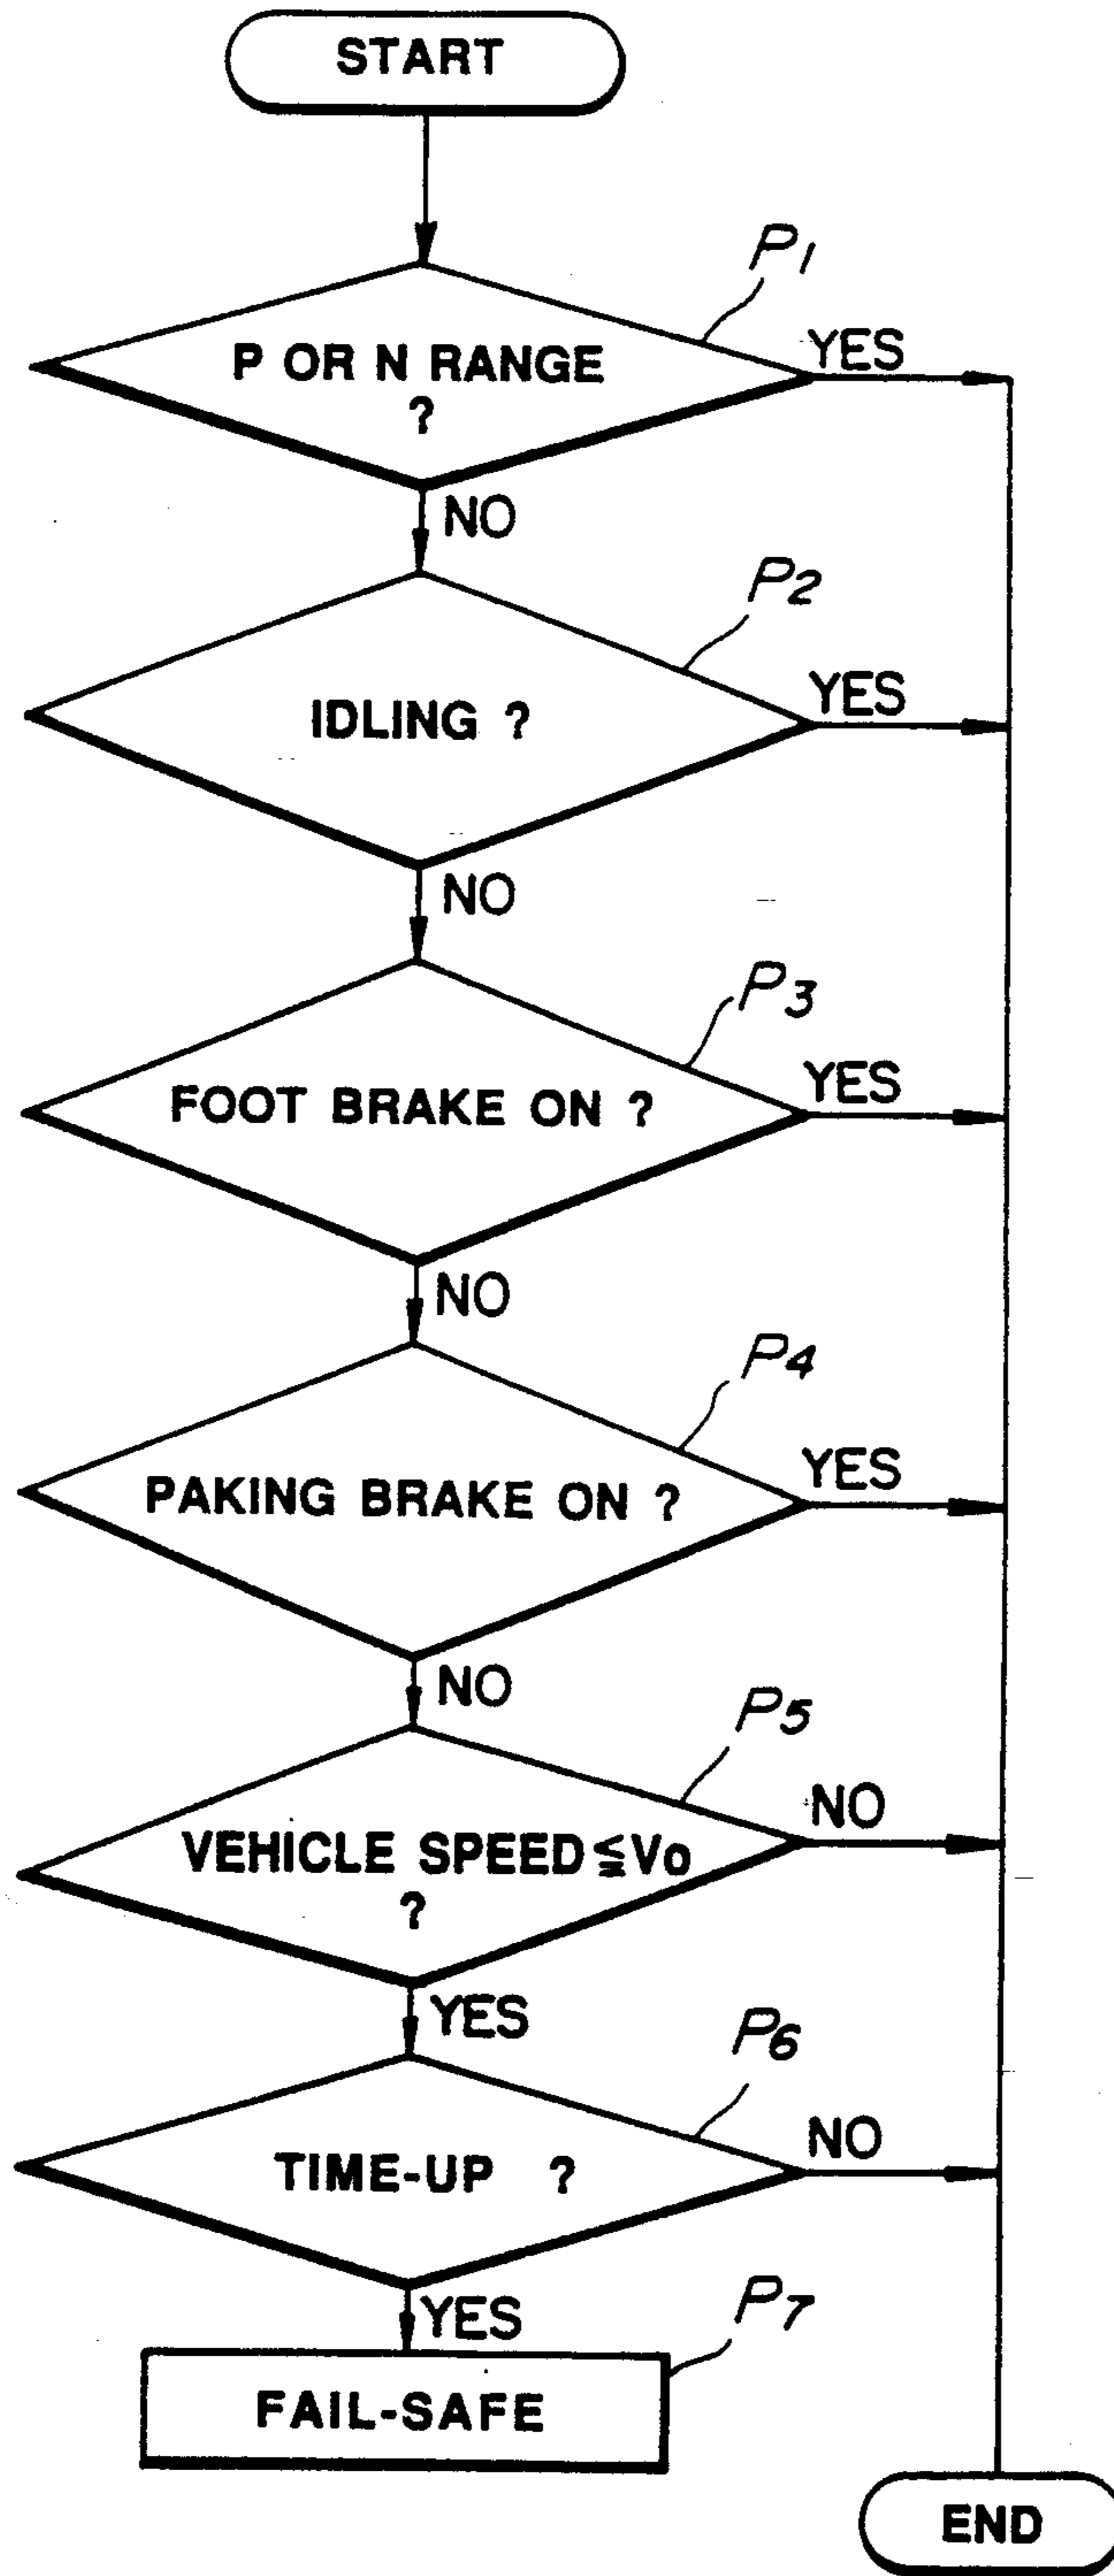 START
P1
P OR N RANGE
?
YES
NO
P2
IDLING ?
YES
NO
P3
FOOT BRAKE ON ?
YES
NO
P4
PAKING BRAKE ON ?
YES
NO
P5
VEHICLE SPEED ≦ Vo
?
NO
YES
P6
TIME-UP ?
NO
YES
P7
FAIL-SAFE
END